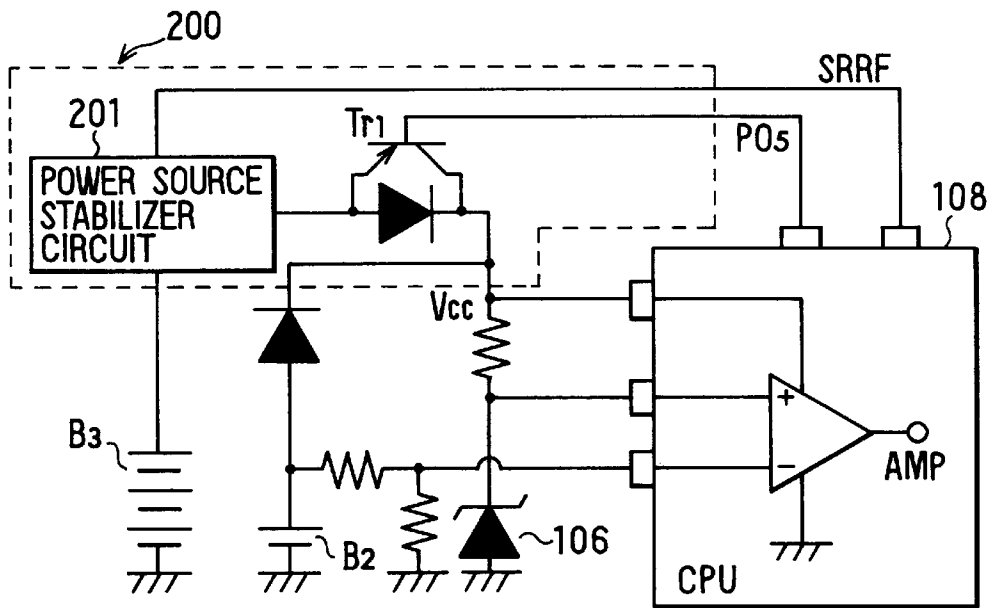 200
SRRF
201
Tr1
PO5
POWER SOURCE
STABILIZER
CIRCUIT
108
Vcc
+
B3
−
AMP
B2
106
CPU